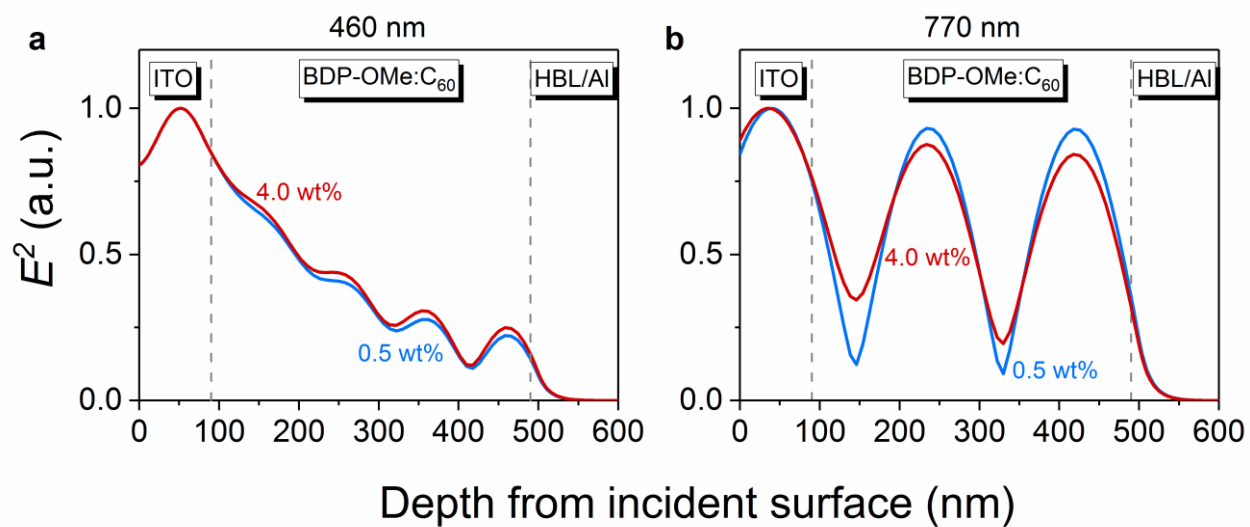 a
460 nm
ITO
BDP-OMe:C60
HBL/Al
1.0
0.5
0.0
4.0 wt%
0.5 wt%
0 100 200 300 400 500 600
E2 (a.u.)
b
770 nm
ITO
BDP-OMe:C60
HBL/Al
1.0
0.5
0.0
4.0 wt%
0.5 wt%
0 100 200 300 400 500 600
Depth from incident surface (nm)